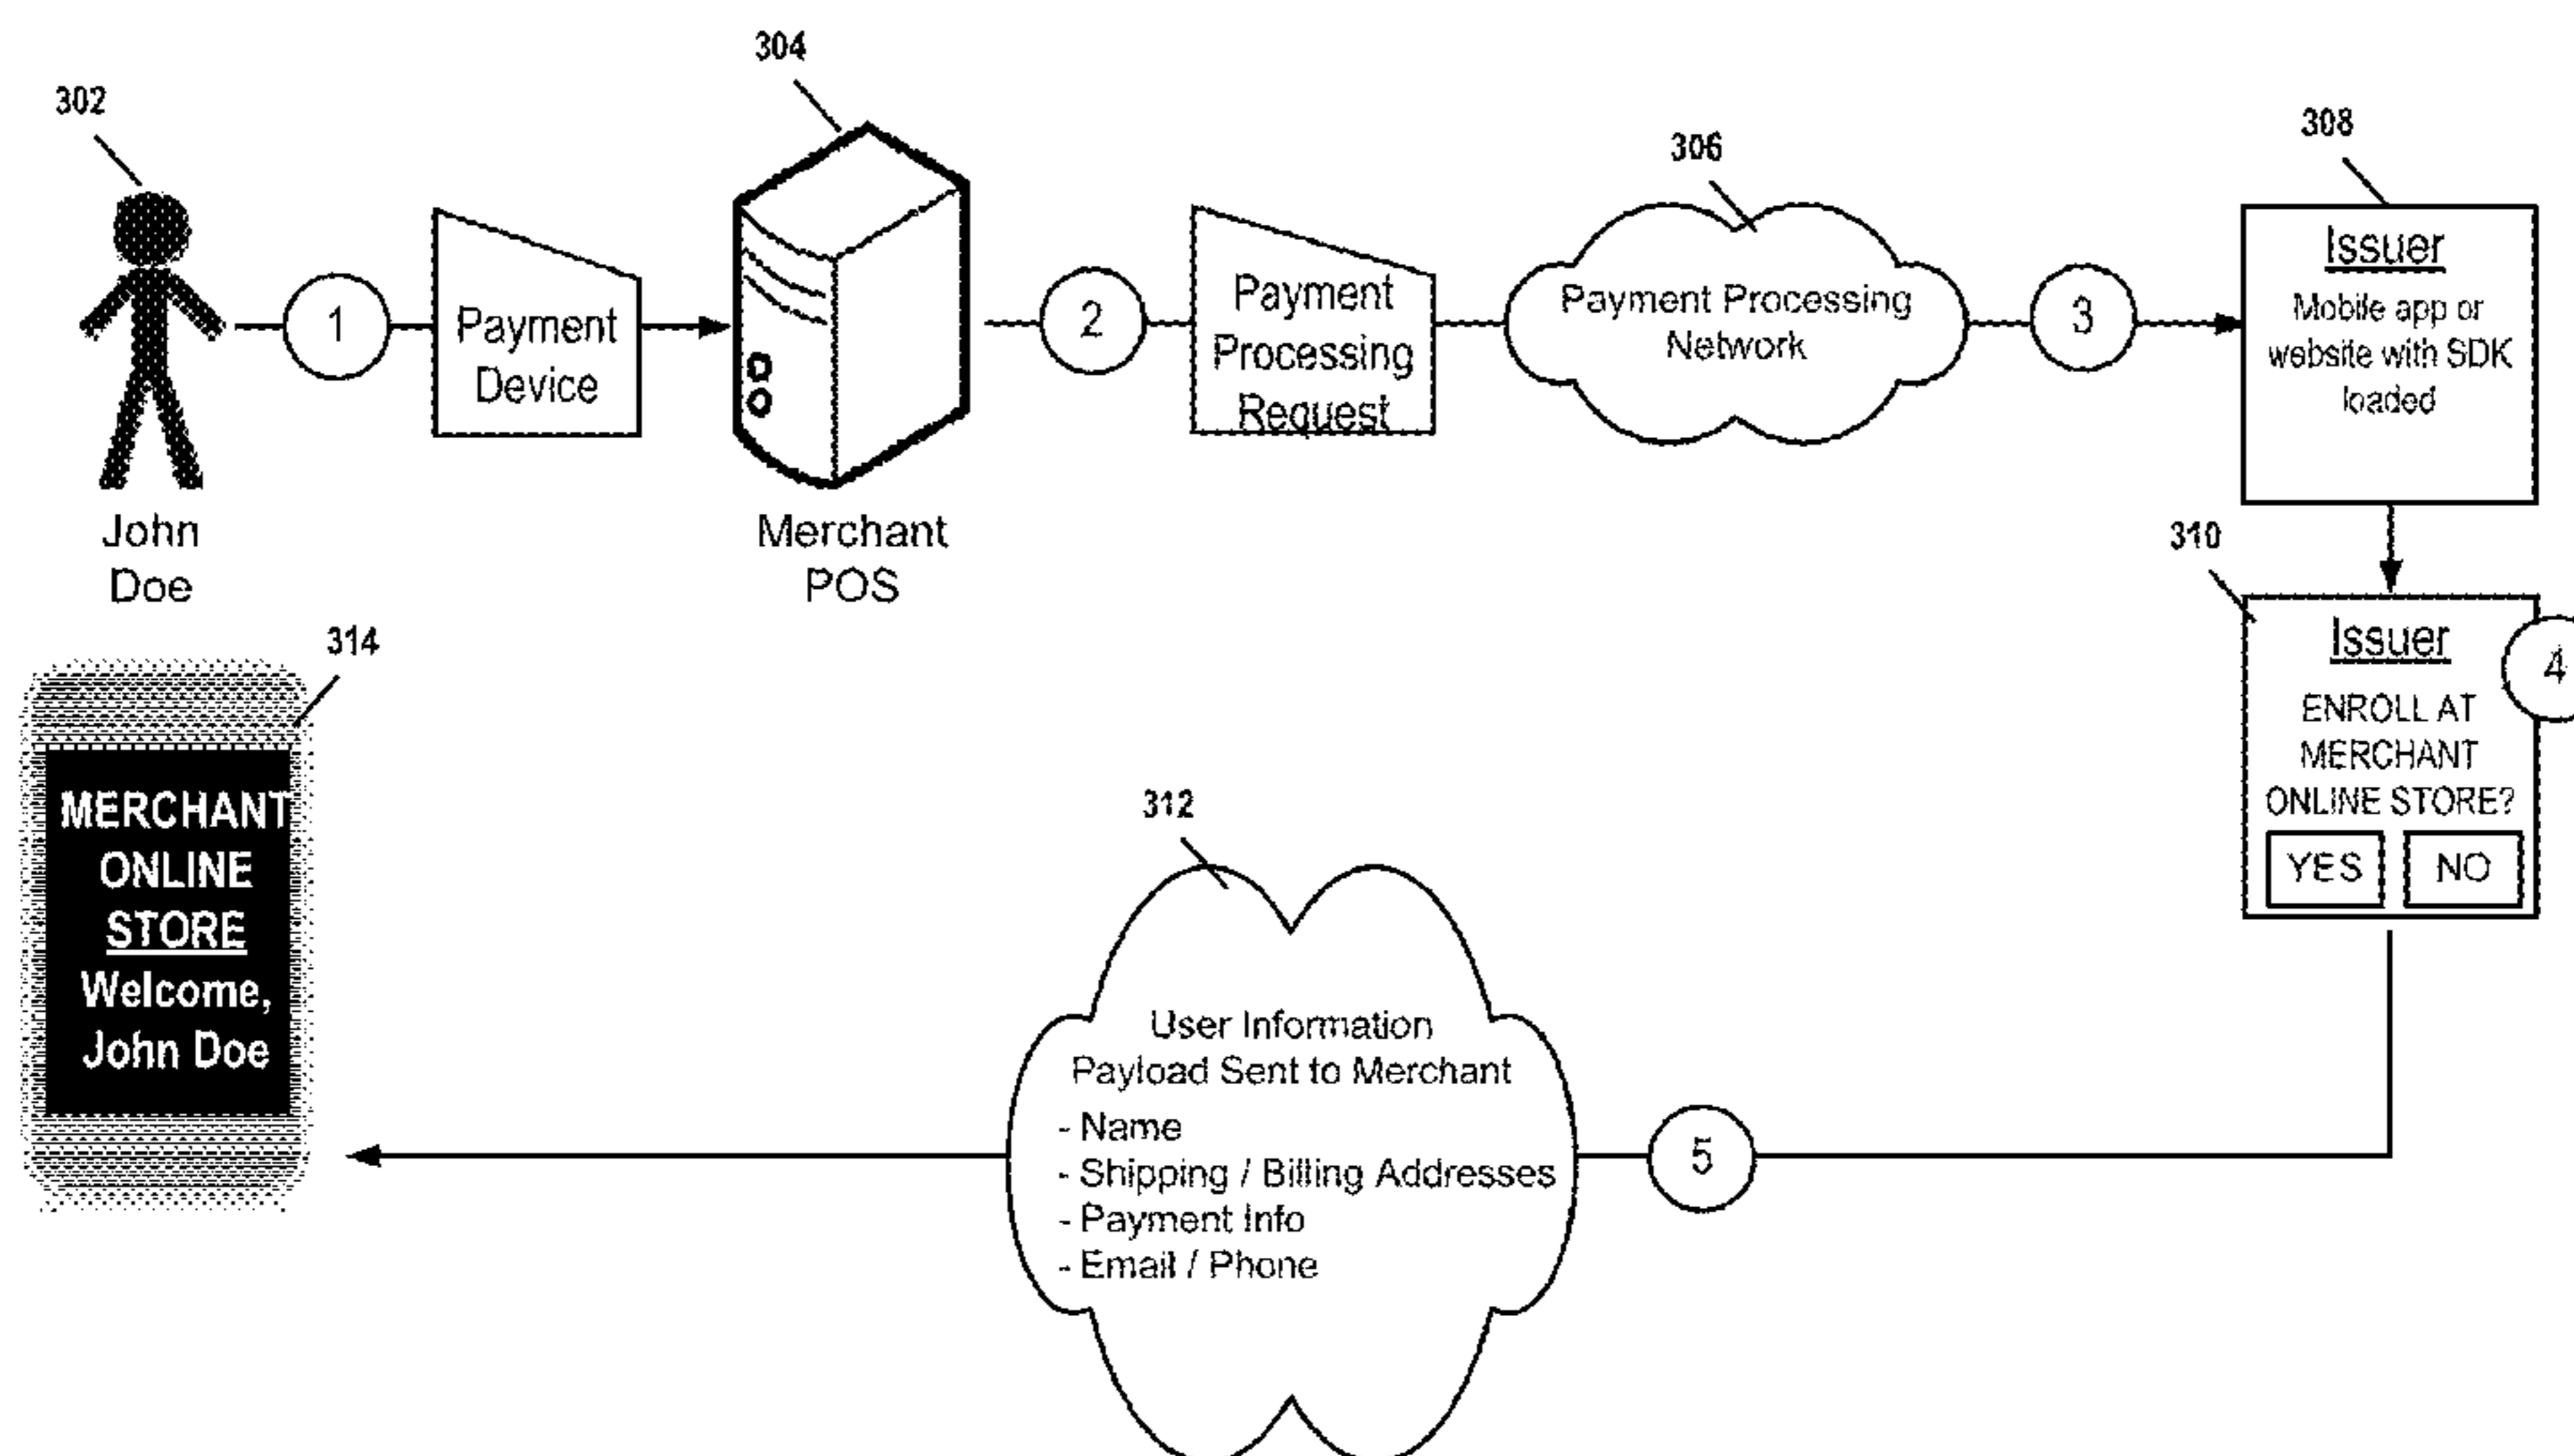 304
302
308
306
Issuer
Mobile app or
website with SDK
loaded
1
Payment
Device
2
Payment
Processing
Request
Payment Processing
Network
3
John
Doe
Merchant
POS
310
Issuer
4
ENROLL AT
MERCHANT
ONLINE STORE?
YES
NO
314
MERCHANT
ONLINE
STORE
Welcome,
John Doe
312
User Information
Payload Sent to Merchant
- Name
- Shipping / Billing Addresses
- Payment Info
- Email / Phone
5